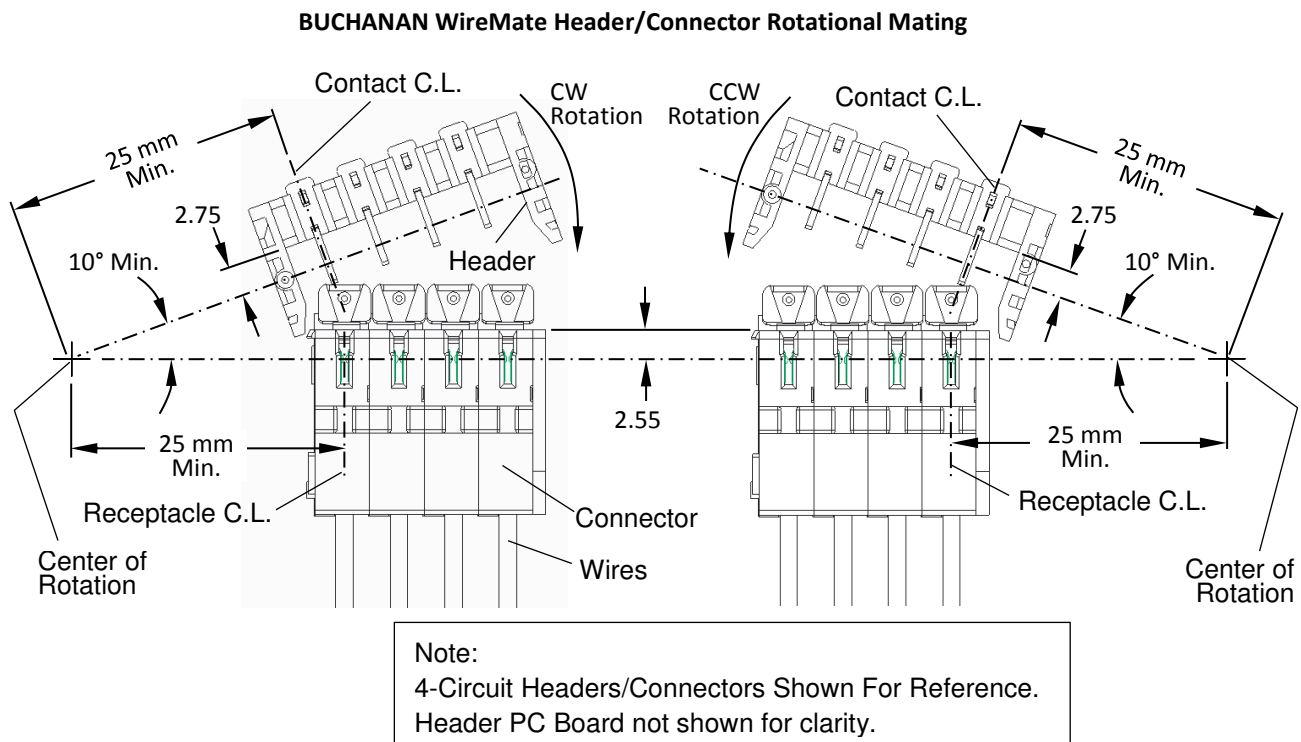 BUCHANAN WireMate Header/Connector Rotational Mating
Contact C.L.
CW
Rotation
25 mm
Min.
2.75
10° Min.
Header
CCW
Rotation
Contact C.L.
25 mm
Min.
2.75
10° Min.
2.55
25 mm
Min.
Receptacle C.L.
Connector
Wires
Center of
Rotation
25 mm
Min.
Receptacle C.L.
Center of
Rotation
Note:
4-Circuit Headers/Connectors Shown For Reference.
Header PC Board not shown for clarity.